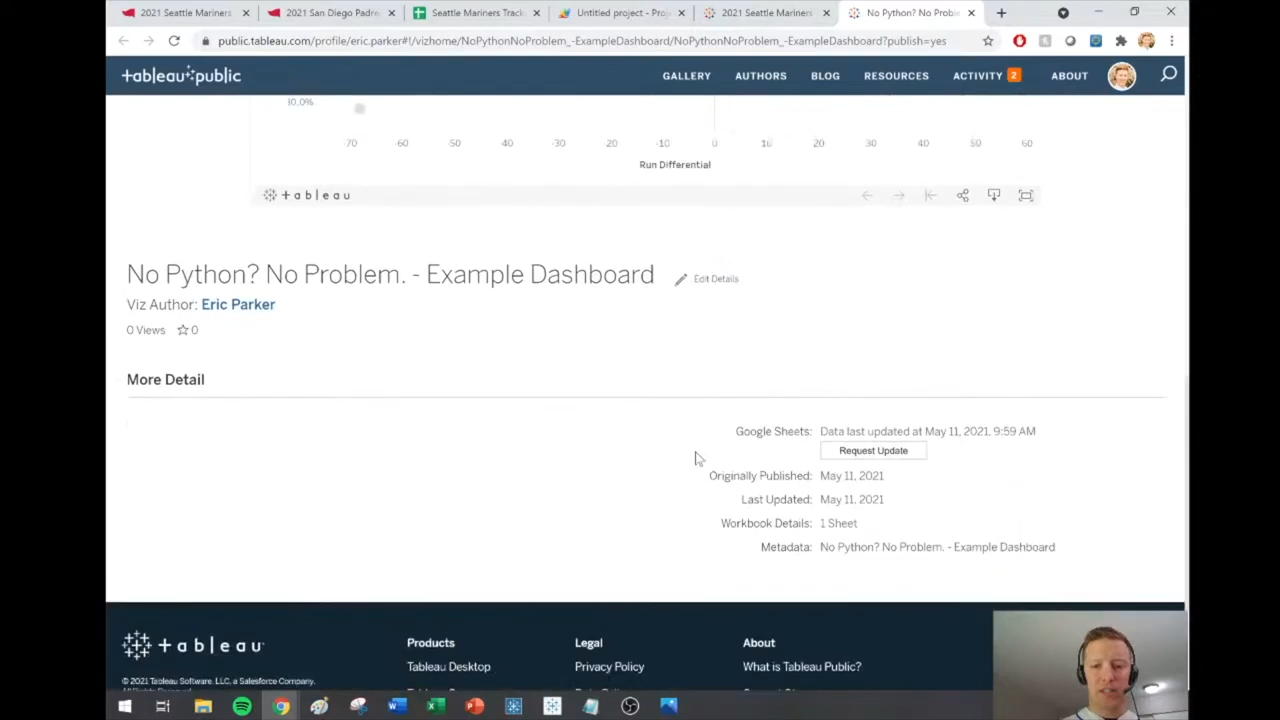 2021 Seattle Mariners
2021 San Diego Padre
Seattle Mariners Track
Untitled project - Proj
2021 Seattle Mariners
No Python? No Proble
public.tableau.com/profile/eric.parker#!/vizhome/NoPythonNoProblem_-ExampleDashboard/NoPythonNoProblem_-ExampleDashboard?publish=yes
tableau public
GALLERY AUTHORS BLOG RESOURCES ACTIVITY 2 ABOUT
-70 -60 -50 -40 -30 -20 -10 0 10 20 30 40 50 60
Run Differential
tableau
No Python? No Problem. - Example Dashboard
Edit Details
Viz Author: Eric Parker
0 Views 0
More Detail
Google Sheets: Data last updated at May 11, 2021, 9:59 AM
Request Update
Originally Published: May 11, 2021
Last Updated: May 11, 2021
Workbook Details: 1 Sheet
Metadata: No Python? No Problem. - Example Dashboard
tableau
Products Legal About
Tableau Desktop Privacy Policy What is Tableau Public?
© 2021 Tableau Software, LLC, a Salesforce Company.